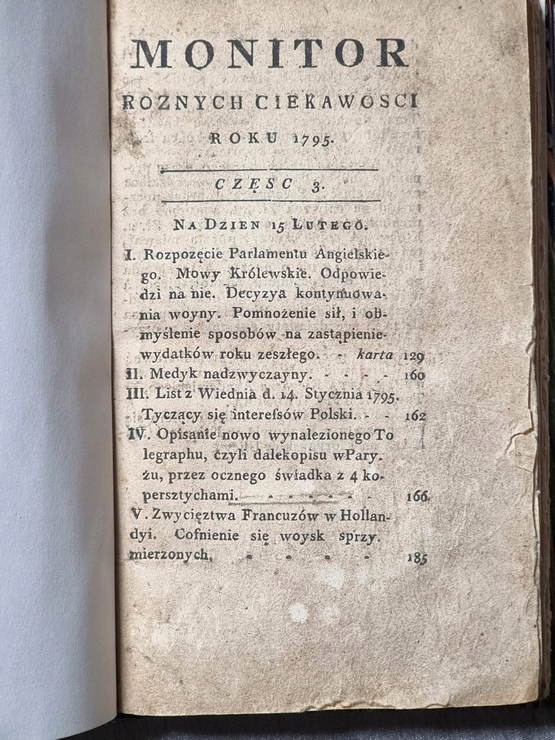 MONITOR
ROZNYCH CIEKAWOSCI
ROKU 1795.
CZĘSC 3.
NA DZIEN 15 LUTEGO.
I. Rozpozęcie Parlamentu Angielskie-
go. Mowy Królewskie. Odpowie-
dzi na nie. Decyzya kontynuowa-
nia woyny. Pomnożenie sił, i ob-
myślenie sposobów na zastąpienie-
wydatków roku zeszłego. - karta 129
II. Medyk nadzwyczayny. - - - - 160
III. List z Wiednia d. 14. Stycznia 1795.
Tyczący się interefsów Polski. - - 162
IV. Opisanie nowo wynalezionego To
legraphu, czyli dalekopisu w Pary.
żu, przez ocznego świadka z 4 ko-
persztychami. - - - - - - 166
V. Zwycięztwa Francuzów w Hollan-
dyi. Cofnienie się woysk sprzy.
mierzonych, - - - - - 185